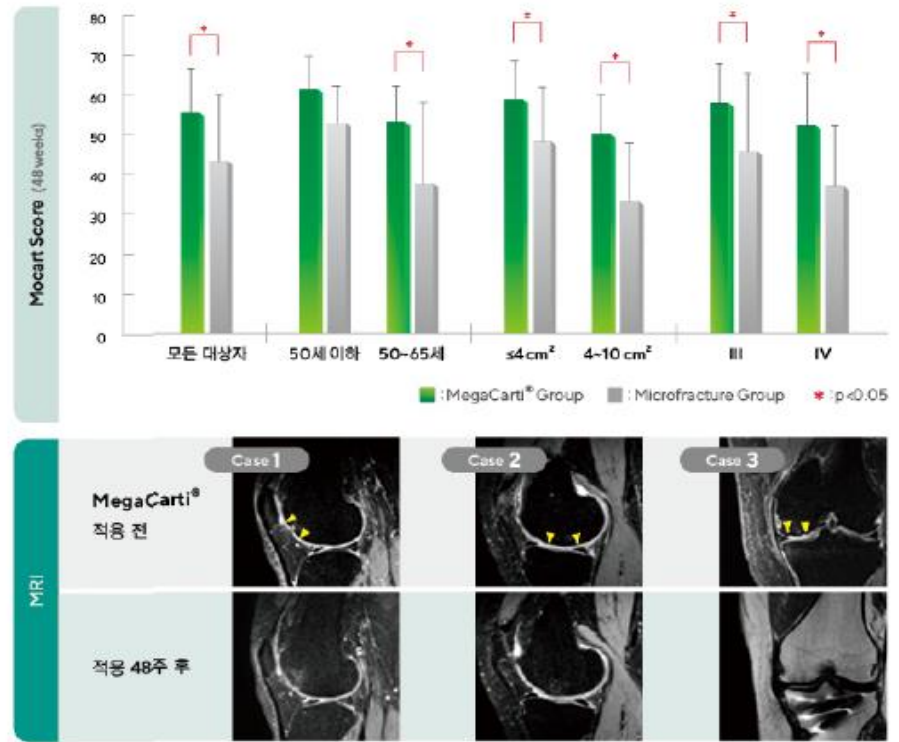 Mocart Score (48weeks)
80
70
60
50
40
30
20
10
0
*
*
*
*
*
*
모든 대상자 50세 이하 50~65세 ≤4 cm² 4~10 cm² III IV
: MegaCarti® Group : Microfracture Group * : p<0.05
MRI
Case 1 Case 2 Case 3
MegaCarti®
적용 전
적용 48주 후